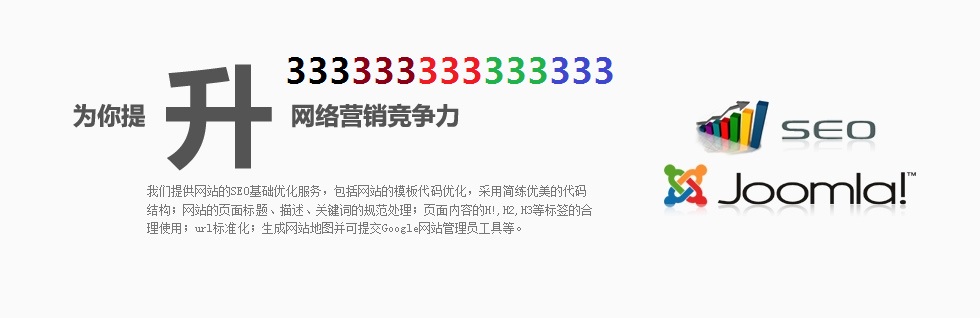 333333333333333
为你提 升 网络营销竞争力
SEO
Joomla!™
我们提供网站的SEO基础优化服务，包括网站的模板代码优化，采用简练优美的代码
结构；网站的页面标题、描述、关键词的规范处理；页面内容的H!,H2,H3等标签的合
理使用；url标准化；生成网站地图并可提交Google网站管理员工具等。